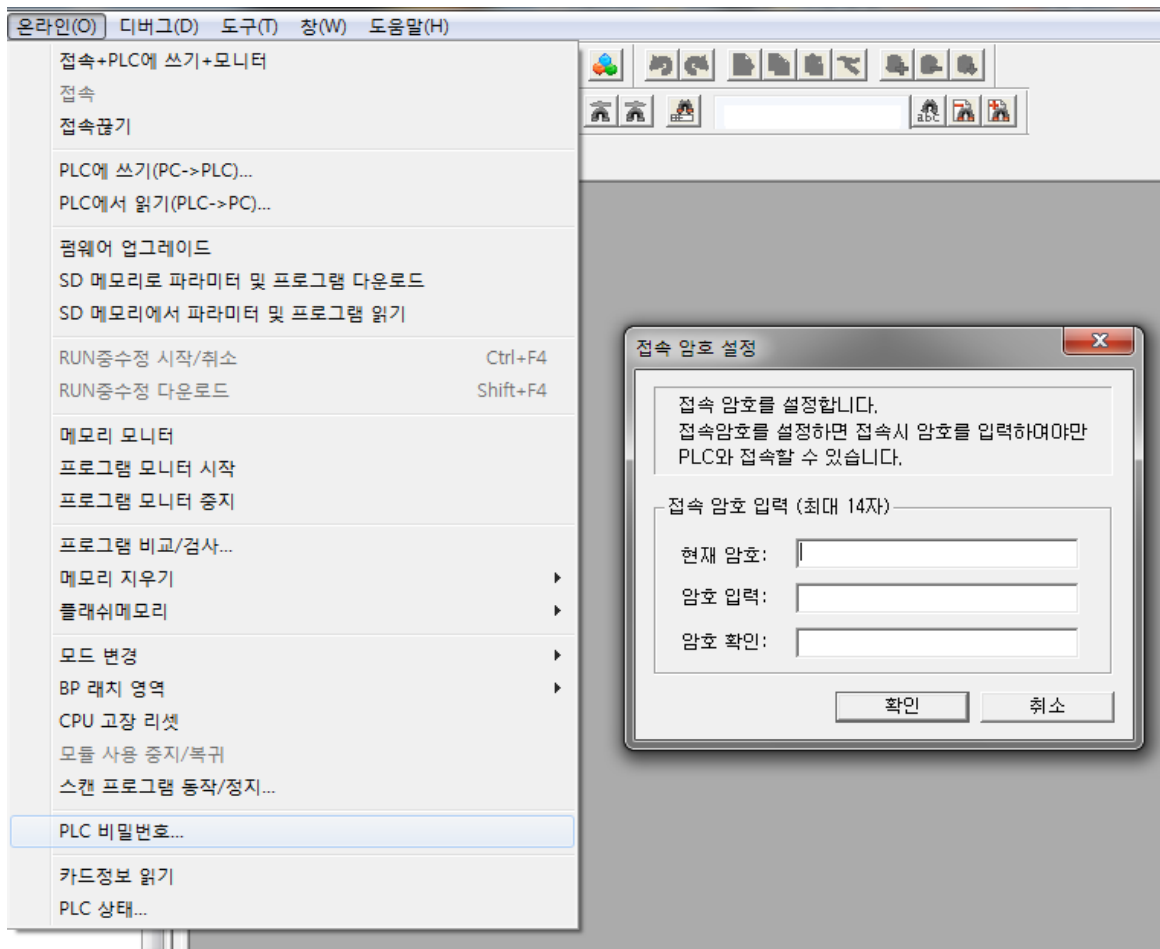 온라인(O) 디버그(D) 도구(T) 창(W) 도움말(H)
접속+PLC에 쓰기+모니터
접속
접속끊기
PLC에 쓰기(PC->PLC)...
PLC에서 읽기(PLC->PC)...
펌웨어 업그레이드
SD 메모리로 파라미터 및 프로그램 다운로드
SD 메모리에서 파라미터 및 프로그램 읽기
RUN중수정 시작/취소 Ctrl+F4
RUN중수정 다운로드 Shift+F4
메모리 모니터
프로그램 모니터 시작
프로그램 모니터 중지
프로그램 비교/검사...
메모리 지우기
플래쉬메모리
모드 변경
BP 래치 영역
CPU 고장 리셋
모듈 사용 중지/복귀
스캔 프로그램 동작/정지...
PLC 비밀번호...
카드정보 읽기
PLC 상태...
abc
접속 암호 설정
접속 암호를 설정합니다.
접속암호를 설정하면 접속시 암호를 입력하여야만
PLC와 접속할 수 있습니다.
접속 암호 입력 (최대 14자)
현재 암호:
암호 입력:
암호 확인:
확인 취소